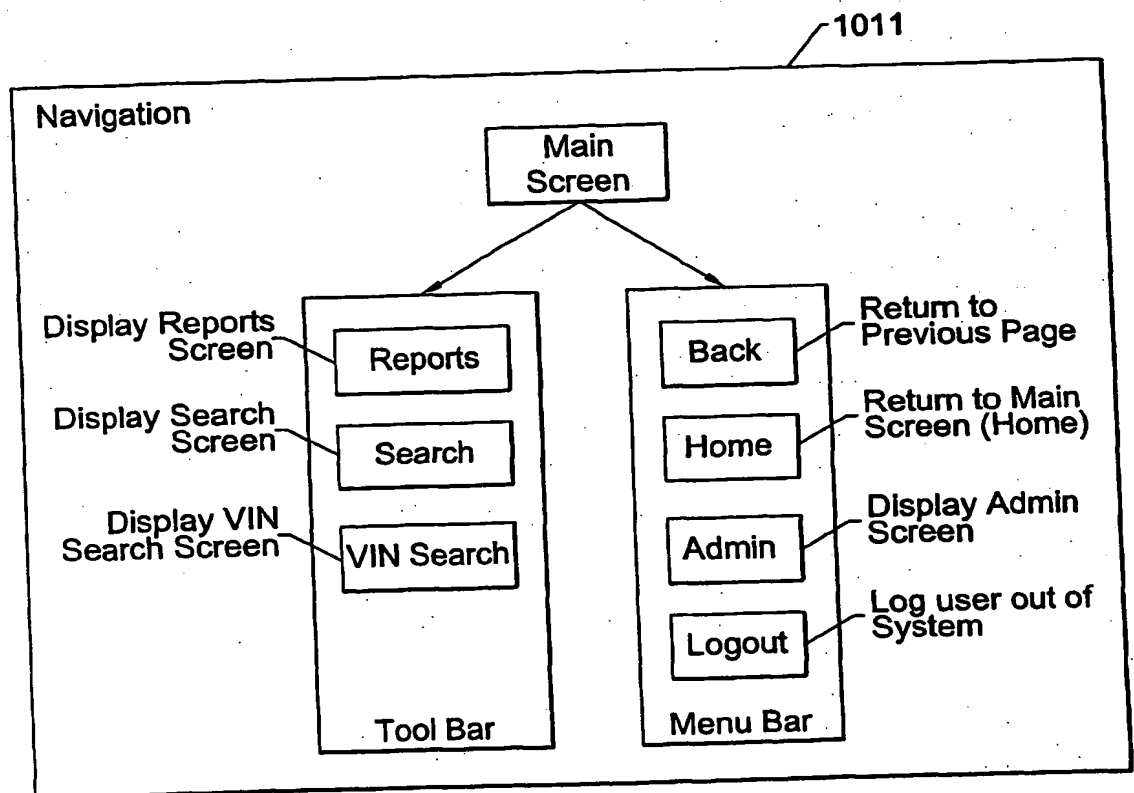 1011
Navigation
Main
Screen
Display Reports
Screen
Reports
Display Search
Screen
Search
Display VIN
Search Screen
VIN Search
Tool Bar
Back
Return to
Previous Page
Home
Return to Main
Screen (Home)
Admin
Display Admin
Screen
Logout
Log user out of
System
Menu Bar